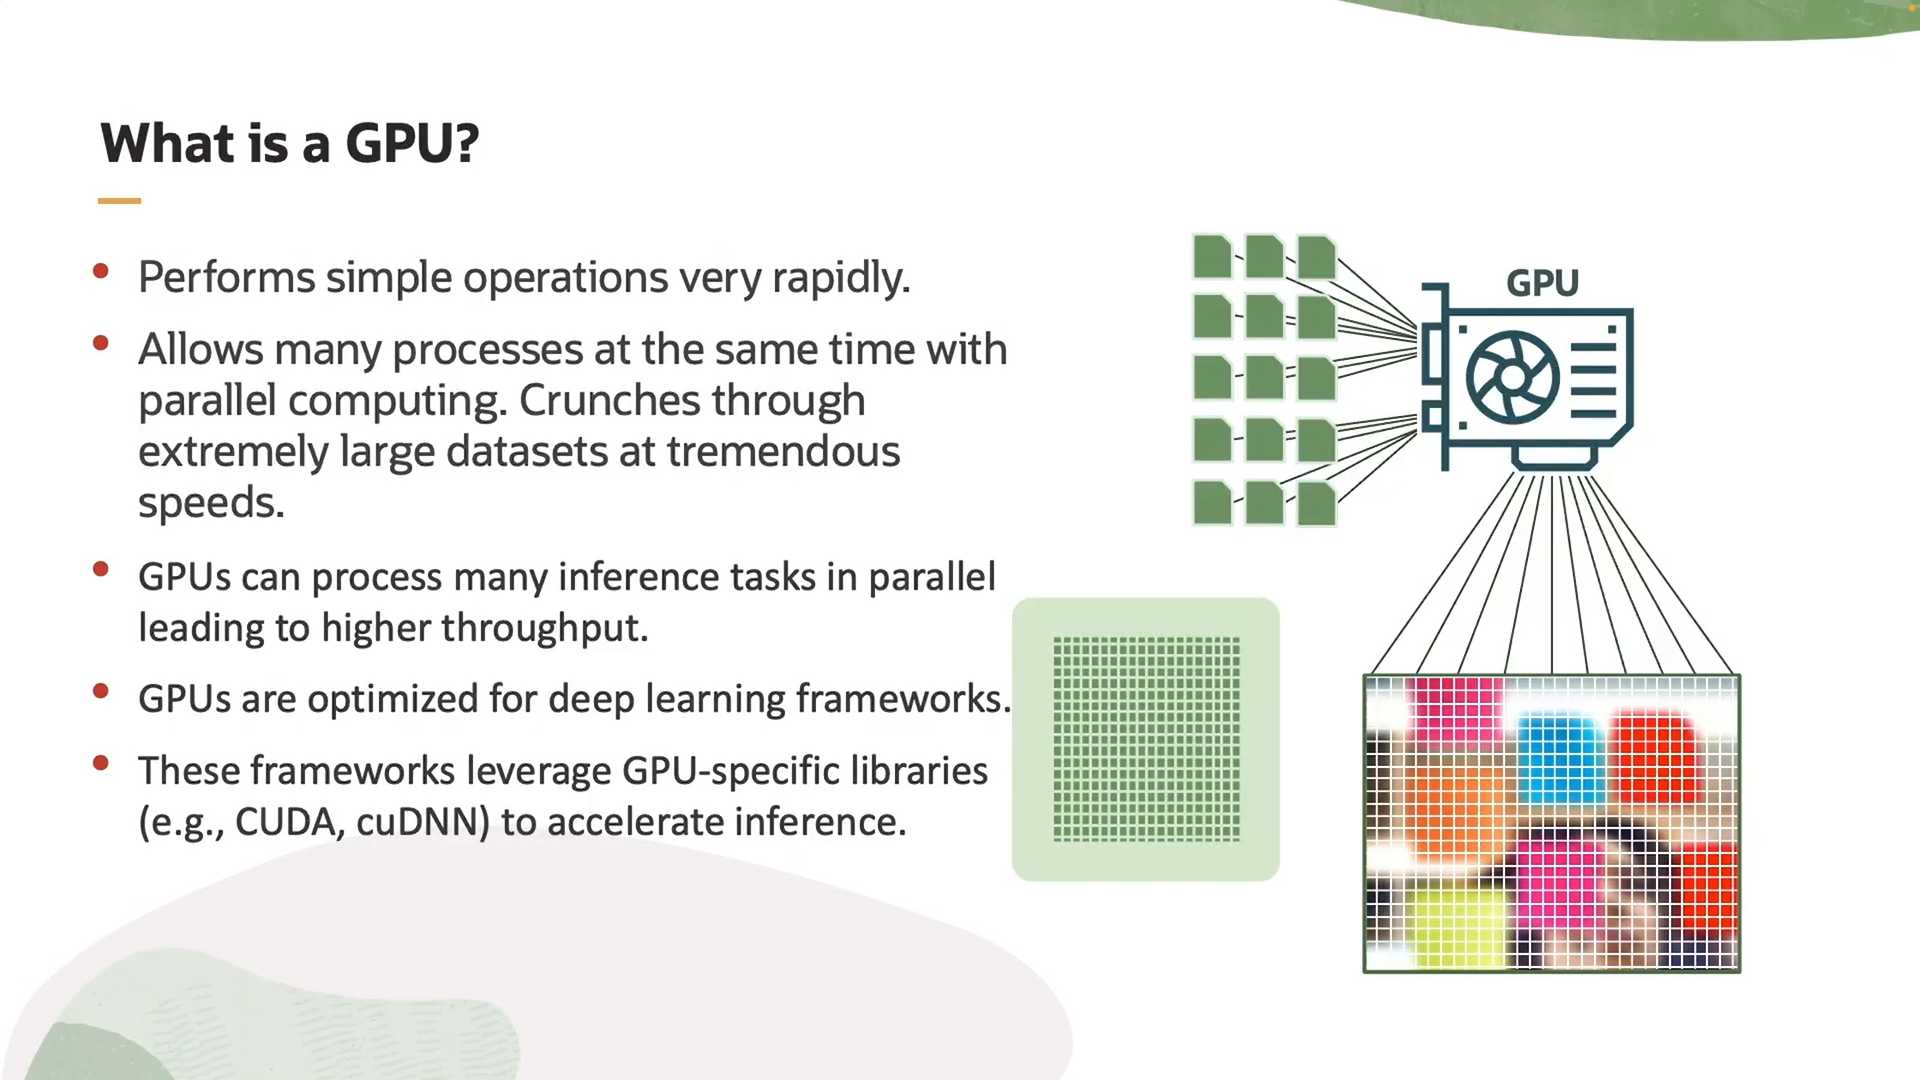 What is a GPU?
Performs simple operations very rapidly.
Allows many processes at the same time with
parallel computing. Crunches through
extremely large datasets at tremendous
speeds.
GPUs can process many inference tasks in parallel
leading to higher throughput.
GPUs are optimized for deep learning frameworks.
These frameworks leverage GPU-specific libraries
(e.g., CUDA, cuDNN) to accelerate inference.
GPU